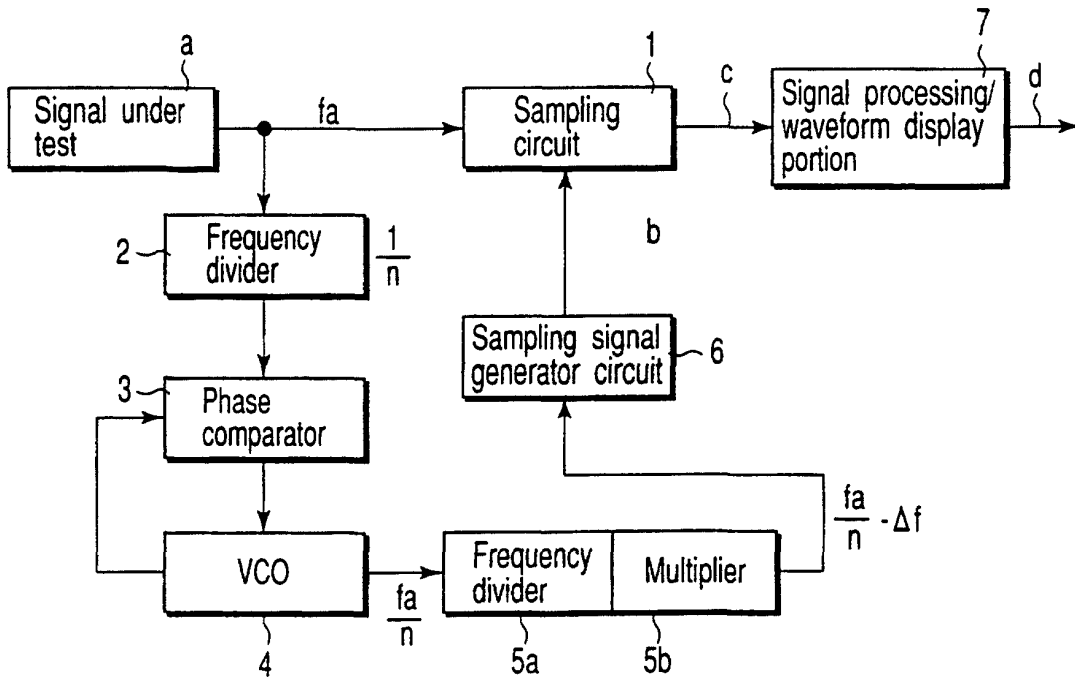 a
Signal under
test
fa
1
Sampling
circuit
c
7
Signal processing/
waveform display
portion
d
2
Frequency
divider
1
n
b
Sampling signal
generator circuit
6
3
Phase
comparator
VCO
4
fa
n
Frequency
divider
5a
Multiplier
5b
fa
n
-Δf